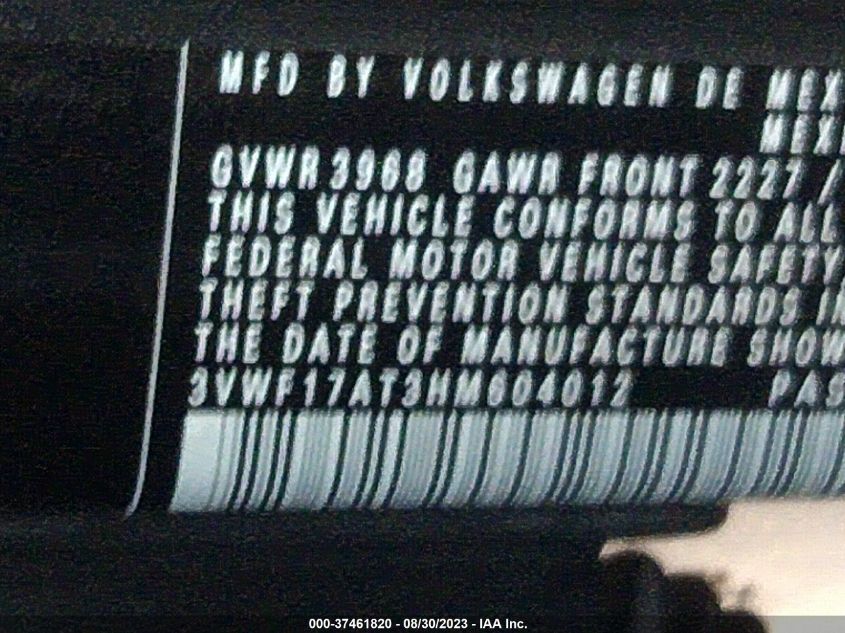 MFD BY VOLKSWAGEN DE MEX
MEXI
GVWR 3968 GAWR FRONT 2227 /
THIS VEHICLE CONFORMS TO ALL
FEDERAL MOTOR VEHICLE SAFETY,
THEFT PREVENTION STANDARDS IN
THE DATE OF MANUFACTURE SHOW
3VWF17AT3HM604012 PAS
000-37461820 - 08/30/2023 - IAA Inc.